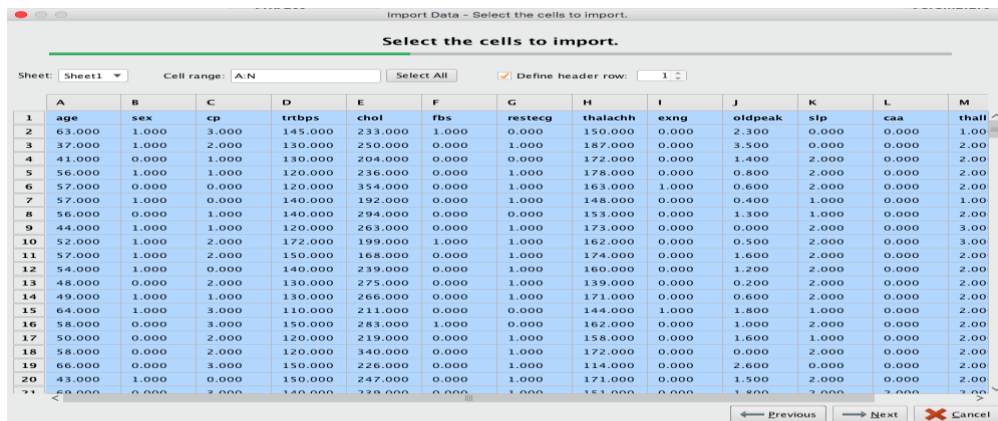 Import Data - Select the cells to import.
Select the cells to import.
Sheet: Sheet1 Cell range: A:N Select All Define header row: 1
A B C D E F G H I J K L M
1 age sex cp trtbps chol fbs restecg thalachh exng oldpeak slp caa thall
2 63.000 1.000 3.000 145.000 233.000 1.000 0.000 150.000 0.000 2.300 0.000 0.000 1.00
3 37.000 1.000 2.000 130.000 250.000 0.000 1.000 187.000 0.000 3.500 0.000 0.000 2.00
4 41.000 0.000 1.000 130.000 204.000 0.000 0.000 172.000 0.000 1.400 2.000 0.000 2.00
5 56.000 1.000 1.000 120.000 236.000 0.000 1.000 178.000 0.000 0.800 2.000 0.000 2.00
6 57.000 0.000 0.000 120.000 354.000 0.000 1.000 163.000 1.000 0.600 2.000 0.000 2.00
7 57.000 1.000 0.000 140.000 192.000 0.000 1.000 148.000 0.000 0.400 1.000 0.000 1.00
8 56.000 0.000 1.000 140.000 294.000 0.000 0.000 153.000 0.000 1.300 1.000 0.000 2.00
9 44.000 1.000 1.000 120.000 263.000 0.000 1.000 173.000 0.000 0.000 2.000 0.000 3.00
10 52.000 1.000 2.000 172.000 199.000 1.000 1.000 162.000 0.000 0.500 2.000 0.000 3.00
11 57.000 1.000 2.000 150.000 168.000 0.000 1.000 174.000 0.000 1.600 2.000 0.000 2.00
12 54.000 1.000 0.000 140.000 239.000 0.000 1.000 160.000 0.000 1.200 2.000 0.000 2.00
13 48.000 0.000 2.000 130.000 275.000 0.000 1.000 139.000 0.000 0.200 2.000 0.000 2.00
14 49.000 1.000 1.000 130.000 266.000 0.000 1.000 171.000 0.000 0.600 2.000 0.000 2.00
15 64.000 1.000 3.000 110.000 211.000 0.000 0.000 144.000 1.000 1.800 1.000 0.000 2.00
16 58.000 0.000 3.000 150.000 283.000 1.000 0.000 162.000 0.000 1.000 2.000 0.000 2.00
17 50.000 0.000 2.000 120.000 219.000 0.000 1.000 158.000 0.000 1.600 1.000 0.000 2.00
18 58.000 0.000 2.000 120.000 340.000 0.000 1.000 172.000 0.000 0.000 2.000 0.000 2.00
19 66.000 0.000 3.000 150.000 226.000 0.000 1.000 114.000 0.000 2.600 0.000 0.000 2.00
20 43.000 1.000 0.000 150.000 247.000 0.000 1.000 171.000 0.000 1.500 2.000 0.000 2.00
21 69.000 0.000 3.000 140.000 239.000 0.000 1.000 151.000 0.000 1.800 2.000 2.000 2.00
Previous Next Cancel